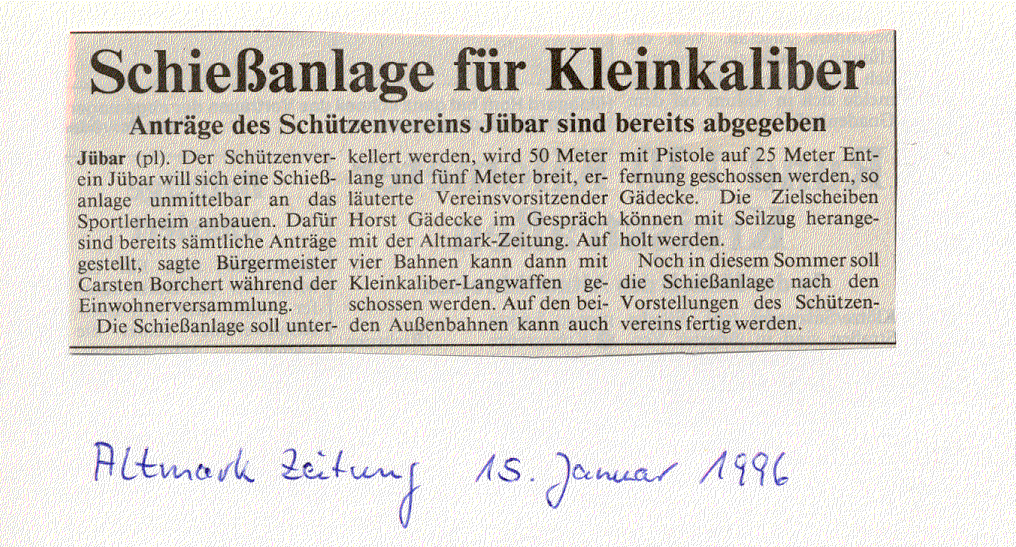 Schießanlage für Kleinkaliber
Anträge des Schützenvereins Jübar sind bereits abgegeben
Jübar (pl). Der Schützenver-
ein Jübar will sich eine Schieß-
anlage unmittelbar an das
Sportlerheim anbauen. Dafür
sind bereits sämtliche Anträge
gestellt, sagte Bürgermeister
Carsten Borchert während der
Einwohnerversammlung.
Die Schießanlage soll unter-
kellert werden, wird 50 Meter
lang und fünf Meter breit, er-
läuterte Vereinsvorsitzender
Horst Gädecke im Gespräch
mit der Altmark-Zeitung. Auf
vier Bahnen kann dann mit
Kleinkaliber-Langwaffen ge-
schossen werden. Auf den bei-
den Außenbahnen kann auch
mit Pistole auf 25 Meter Ent-
fernung geschossen werden, so
Gädecke. Die Zielscheiben
können mit Seilzug herange-
holt werden.
Noch in diesem Sommer soll
die Schießanlage nach den
Vorstellungen des Schützen-
vereins fertig werden.
Altmark Zeitung 15. Januar 1996